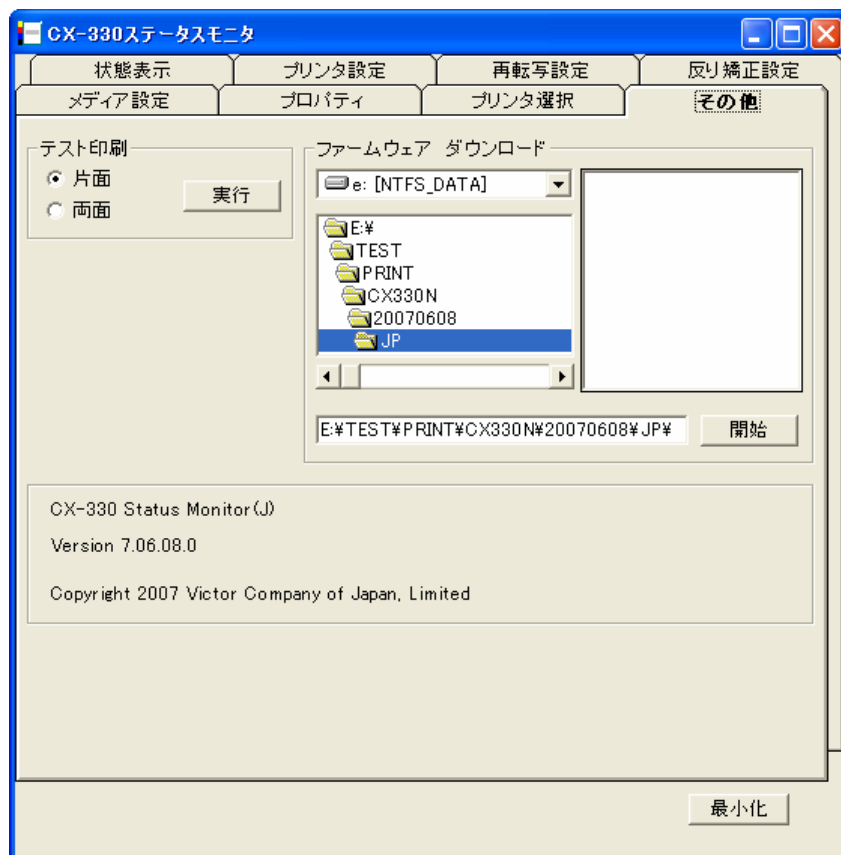 CX-330ステータスモニタ
状態表示 プリンタ設定 再転写設定 反り矯正設定
メディア設定 プロパティ プリンタ選択 その他
テスト印刷
片面
両面
実行
ファームウェア ダウンロード
e: [NTFS_DATA]
E:¥
TEST
PRINT
CX330N
20070608
JP
E:¥TEST¥PRINT¥CX330N¥20070608¥JP¥
開始
CX-330 Status Monitor(J)
Version 7.06.08.0
Copyright 2007 Victor Company of Japan, Limited
最小化